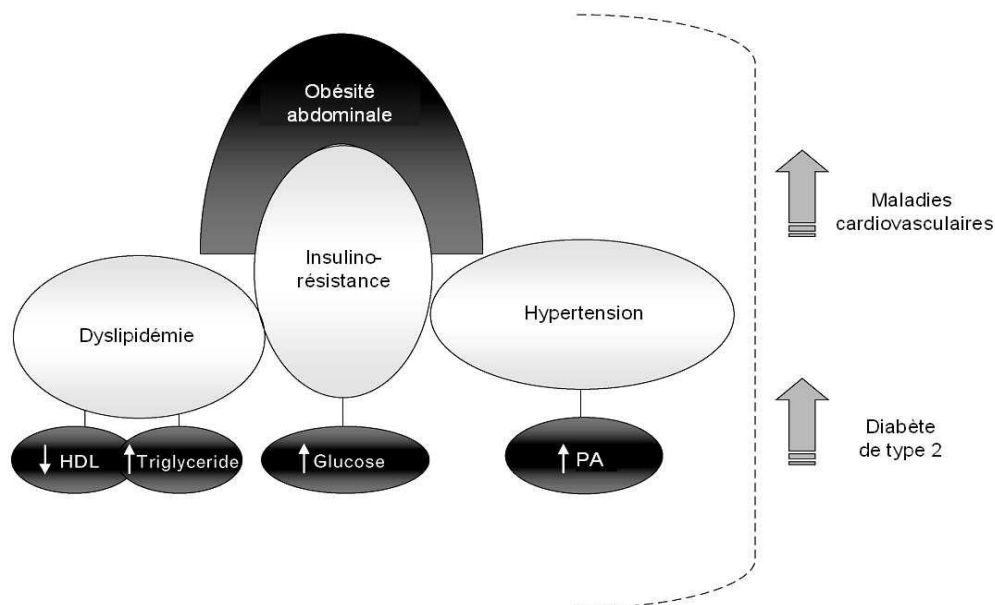 Obésité
abdominale
Insulino-
résistance
Dyslipidémie
Hypertension
↓ HDL
↑ Triglyceride
↑ Glucose
↑ PA
Maladies
cardiovasculaires
Diabète
de type 2